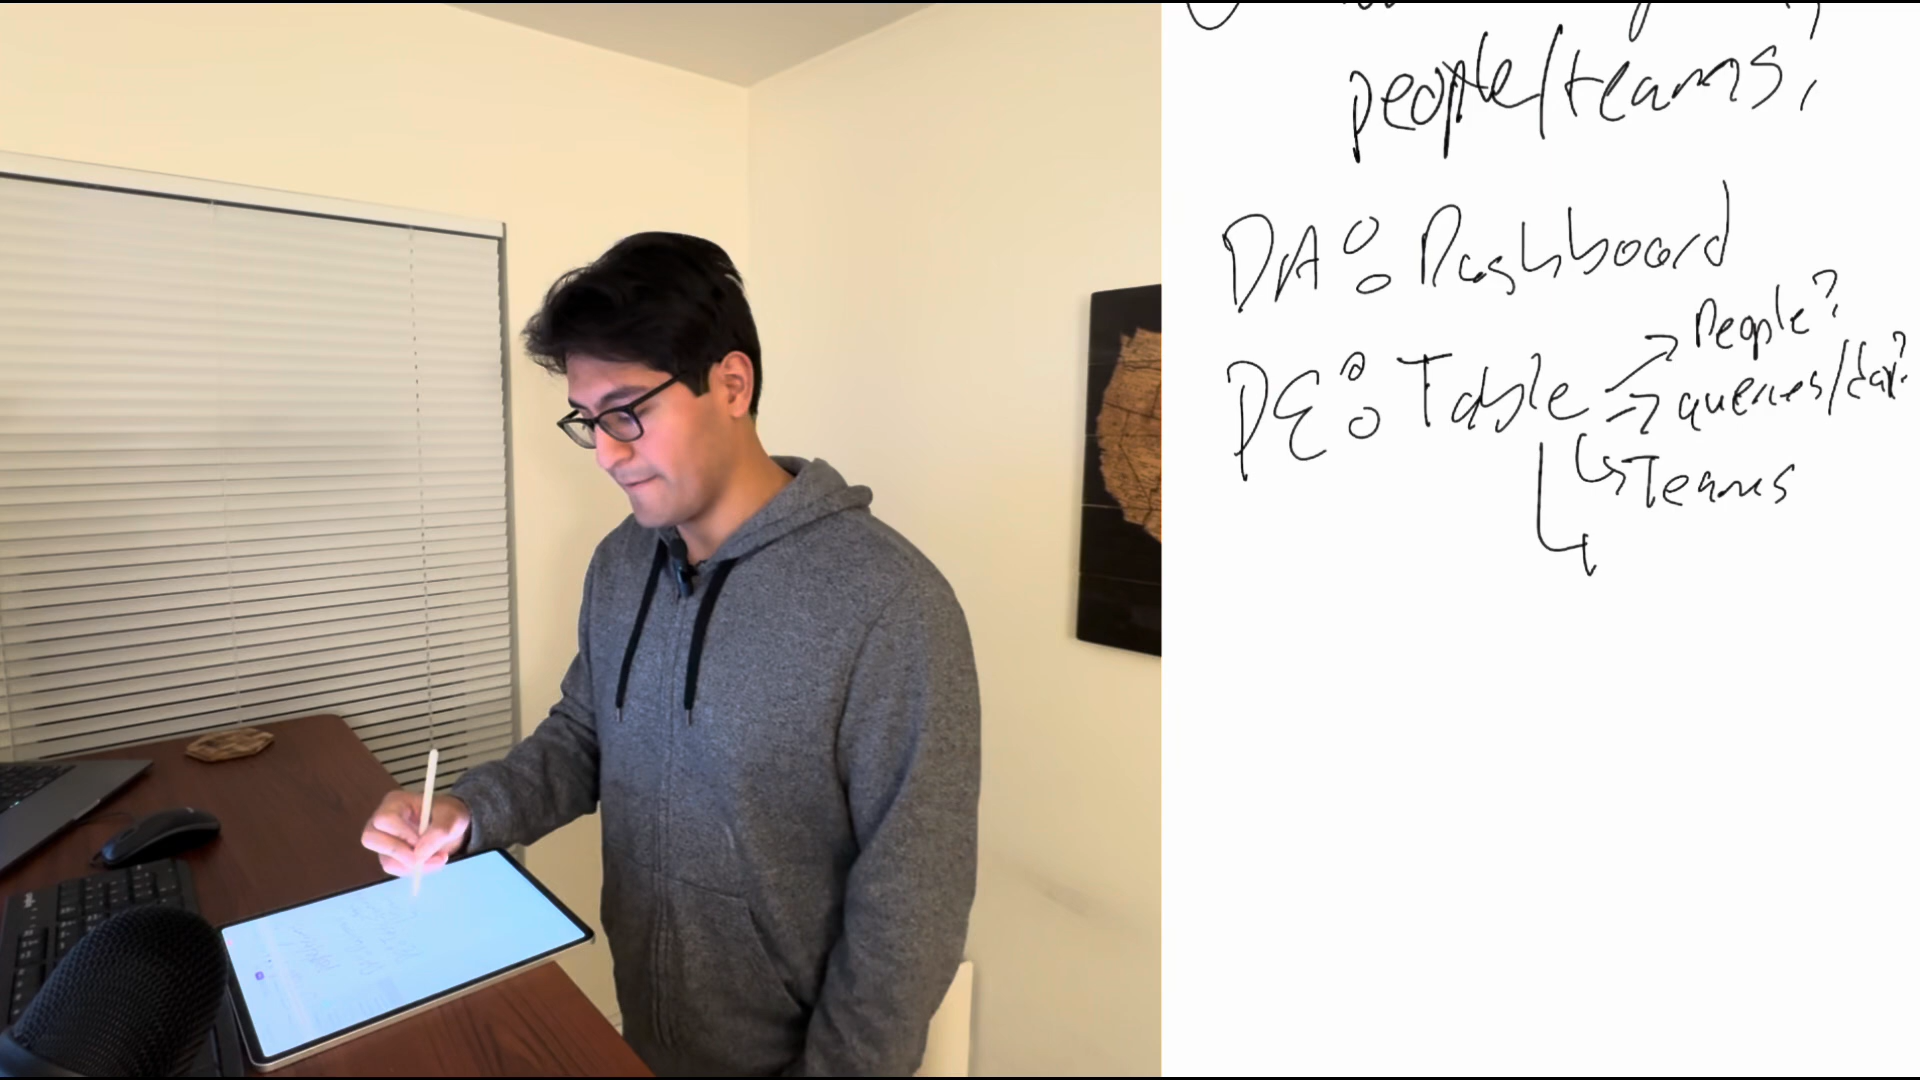 people/teams?
DA: Dashboard
→ People?
DE: Table → queries/day?
↳ Teams
↳